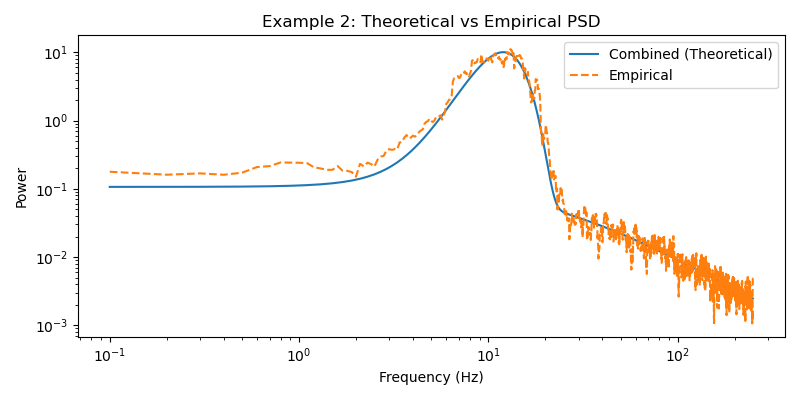 Example 2: Theoretical vs Empirical PSD
Combined (Theoretical)
Empirical
Power
10¹
10⁰
10⁻¹
10⁻²
10⁻³
10⁻¹
10⁰
10¹
10²
Frequency (Hz)